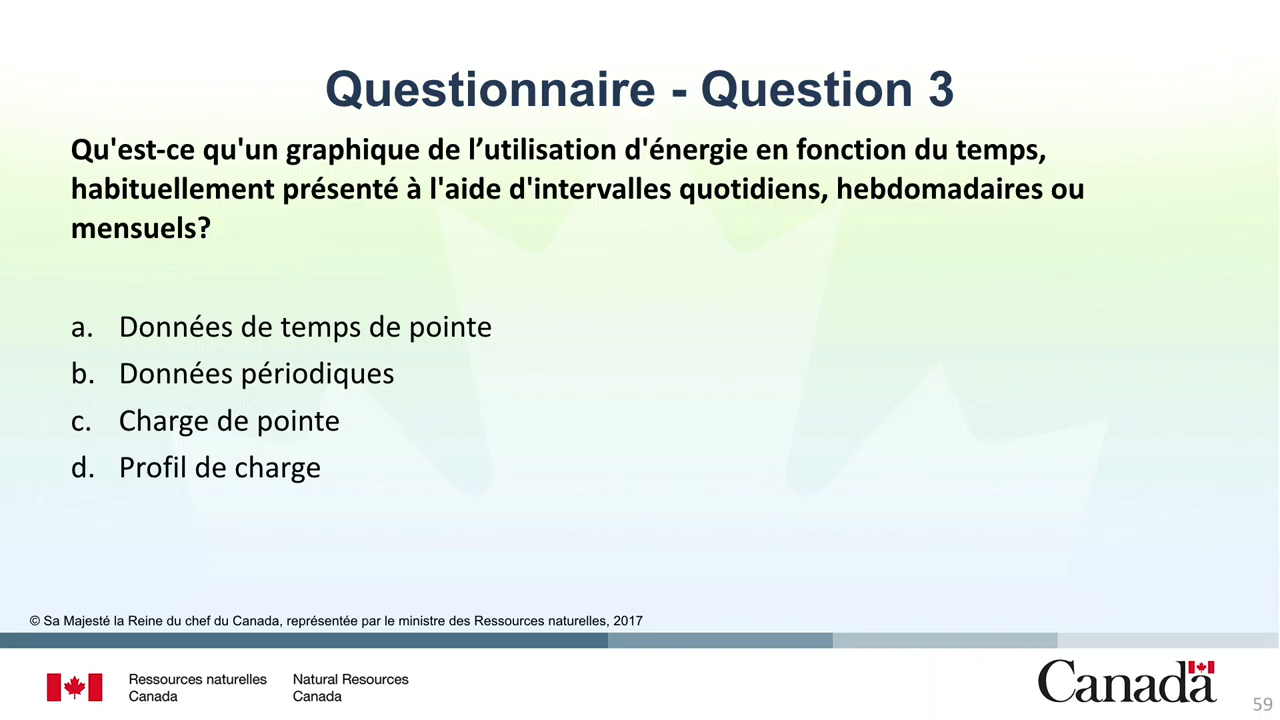 Questionnaire - Question 3
Qu'est-ce qu'un graphique de l’utilisation d'énergie en fonction du temps,
habituellement présenté à l'aide d'intervalles quotidiens, hebdomadaires ou
mensuels?
a. Données de temps de pointe
b. Données périodiques
c. Charge de pointe
d. Profil de charge
© Sa Majesté la Reine du chef du Canada, représentée par le ministre des Ressources naturelles, 2017
Ressources naturelles
Canada
Natural Resources
Canada
Canada
59